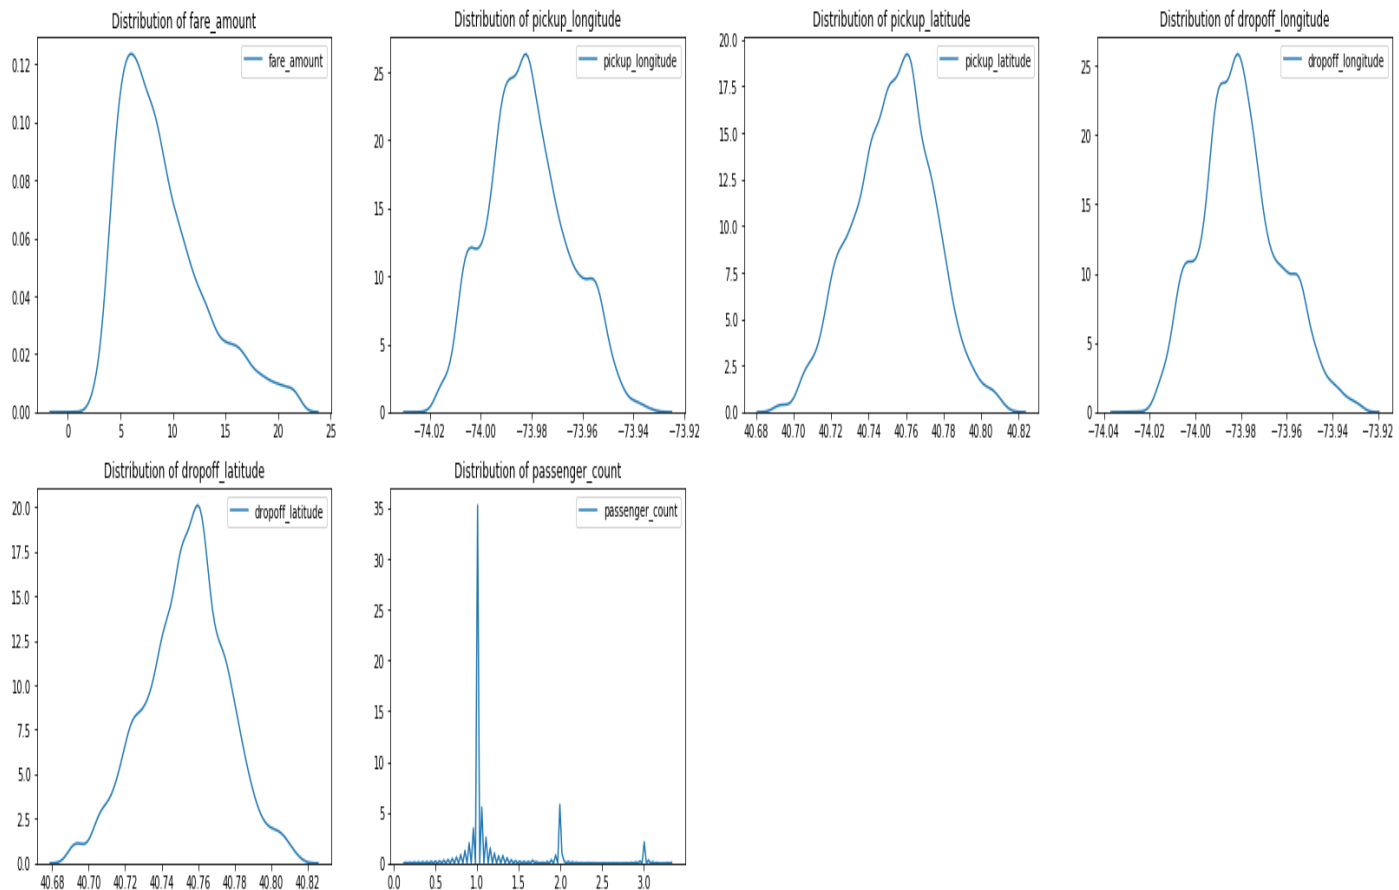 Distribution of fare_amount
fare_amount
0.12
0.10
0.08
0.06
0.04
0.02
0.00
0 5 10 15 20 25
Distribution of pickup_longitude
pickup_longitude
25
20
15
10
5
0
−74.02 −74.00 −73.98 −73.96 −73.94 −73.92
Distribution of pickup_latitude
pickup_latitude
20.0
17.5
15.0
12.5
10.0
7.5
5.0
2.5
0.0
40.68 40.70 40.72 40.74 40.76 40.78 40.80 40.82
Distribution of dropoff_longitude
dropoff_longitude
25
20
15
10
5
0
−74.04 −74.02 −74.00 −73.98 −73.96 −73.94 −73.92
Distribution of dropoff_latitude
dropoff_latitude
20.0
17.5
15.0
12.5
10.0
7.5
5.0
2.5
0.0
40.68 40.70 40.72 40.74 40.76 40.78 40.80 40.82
Distribution of passenger_count
passenger_count
35
30
25
20
15
10
5
0
0.0 0.5 1.0 1.5 2.0 2.5 3.0